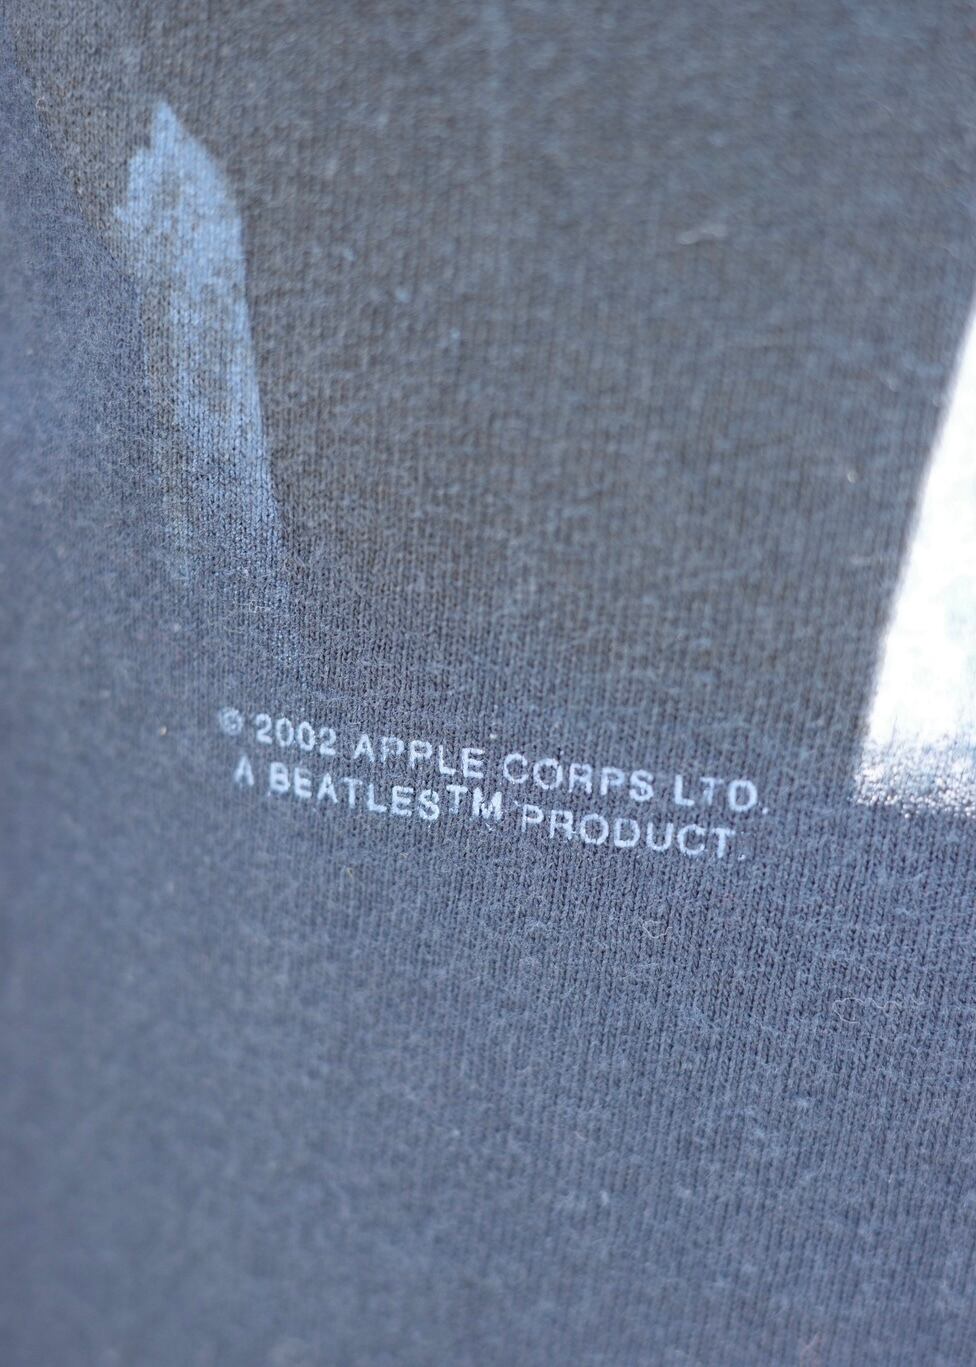 © 2002 APPLE CORPS LTD.
A BEATLES™ PRODUCT.